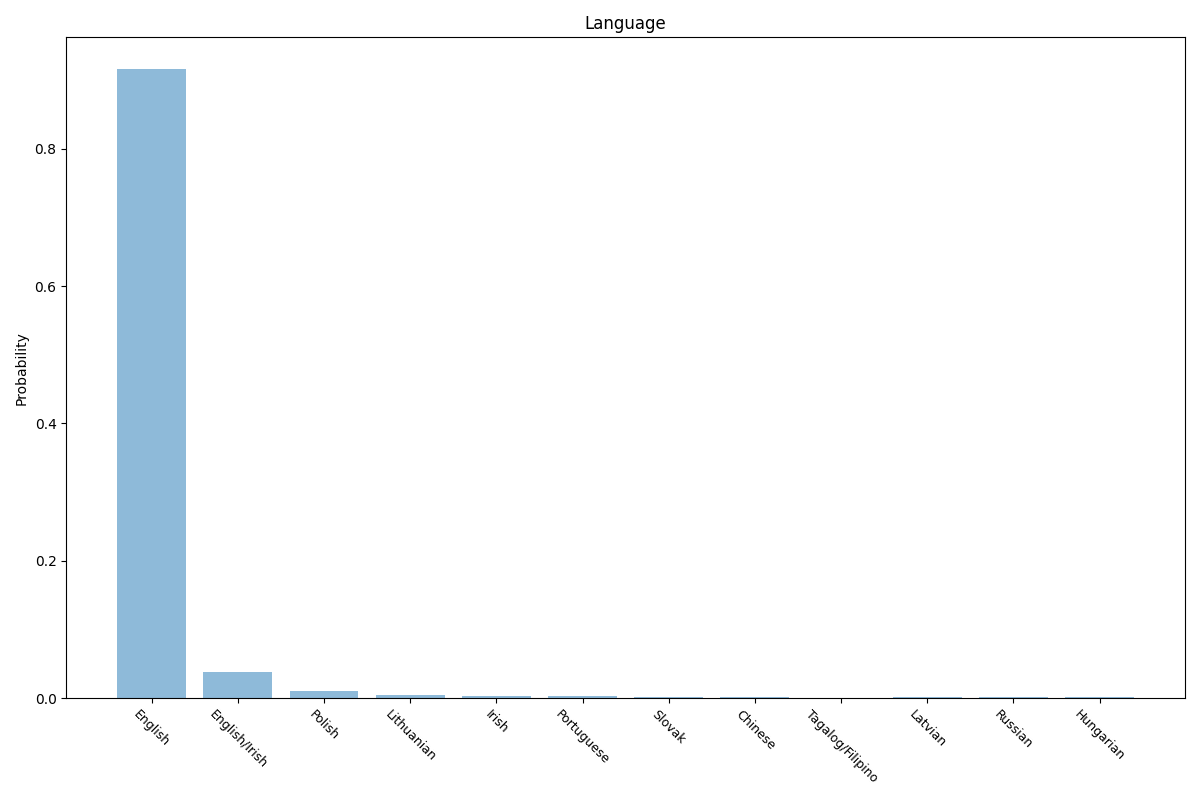 Language
Probability
0.8
0.6
0.4
0.2
0.0
English
English/Irish
Polish
Lithuanian
Irish
Portuguese
Slovak
Chinese
Tagalog/Filipino
Latvian
Russian
Hungarian